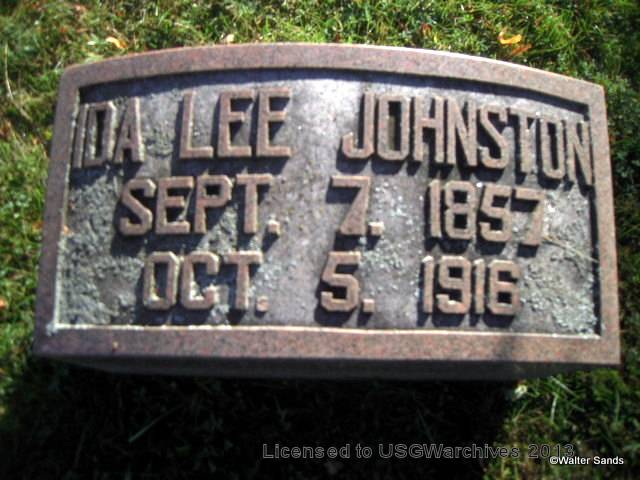 IDA LEE JOHNSTON
SEPT. 7. 1857
OCT. 5. 1916
Licensed to USGWarchives 2013
©Walter Sands